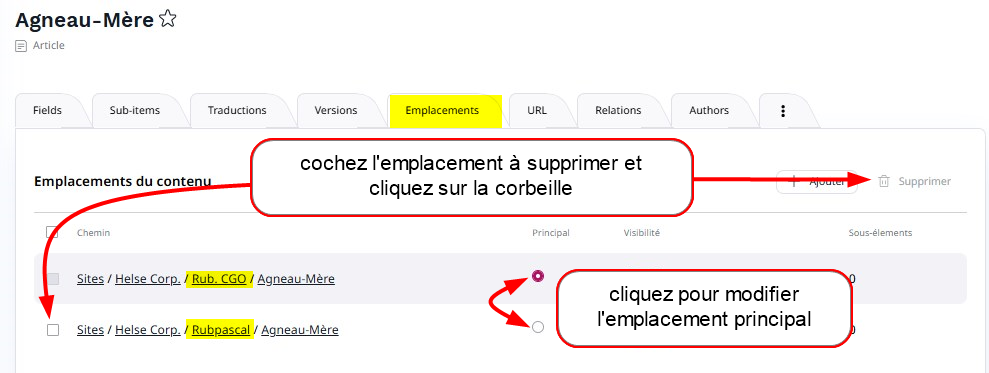 Agneau-Mère
Article
Fields Sub-items Traductions Versions Emplacements URL Relations Authors
cochez l'emplacement à supprimer et
cliquez sur la corbeille
Emplacements du contenu
Ajouter Supprimer
Chemin Principal Visibilité Sous-élements
Sites / Helse Corp. / Rub. CGO / Agneau-Mère 0
cliquez pour modifier
l'emplacement principal
Sites / Helse Corp. / Rubpascal / Agneau-Mère 0